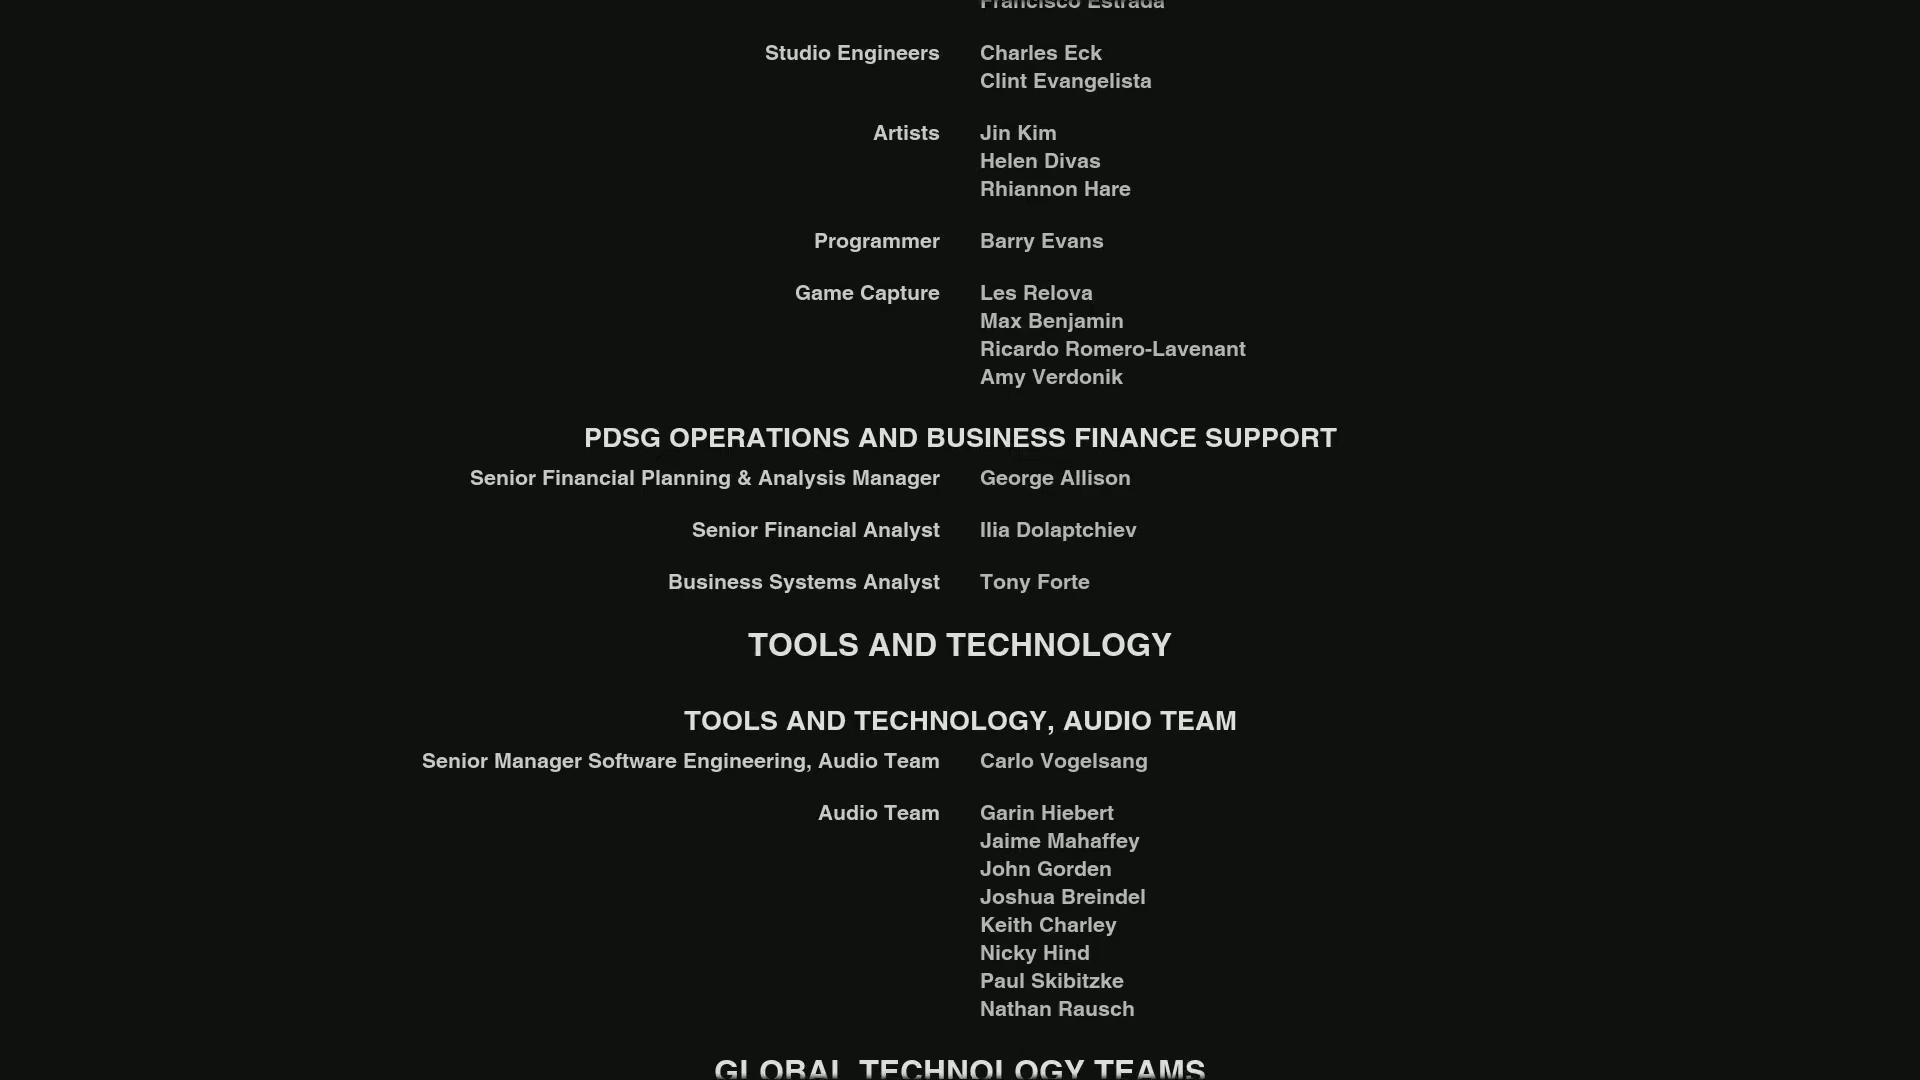 Francisco Estrada
Studio Engineers Charles Eck
Clint Evangelista
Artists Jin Kim
Helen Divas
Rhiannon Hare
Programmer Barry Evans
Game Capture Les Relova
Max Benjamin
Ricardo Romero-Lavenant
Amy Verdonik
PDSG OPERATIONS AND BUSINESS FINANCE SUPPORT
Senior Financial Planning & Analysis Manager George Allison
Senior Financial Analyst Ilia Dolaptchiev
Business Systems Analyst Tony Forte
TOOLS AND TECHNOLOGY
TOOLS AND TECHNOLOGY, AUDIO TEAM
Senior Manager Software Engineering, Audio Team Carlo Vogelsang
Audio Team Garin Hiebert
Jaime Mahaffey
John Gorden
Joshua Breindel
Keith Charley
Nicky Hind
Paul Skibitzke
Nathan Rausch
GLOBAL TECHNOLOGY TEAMS